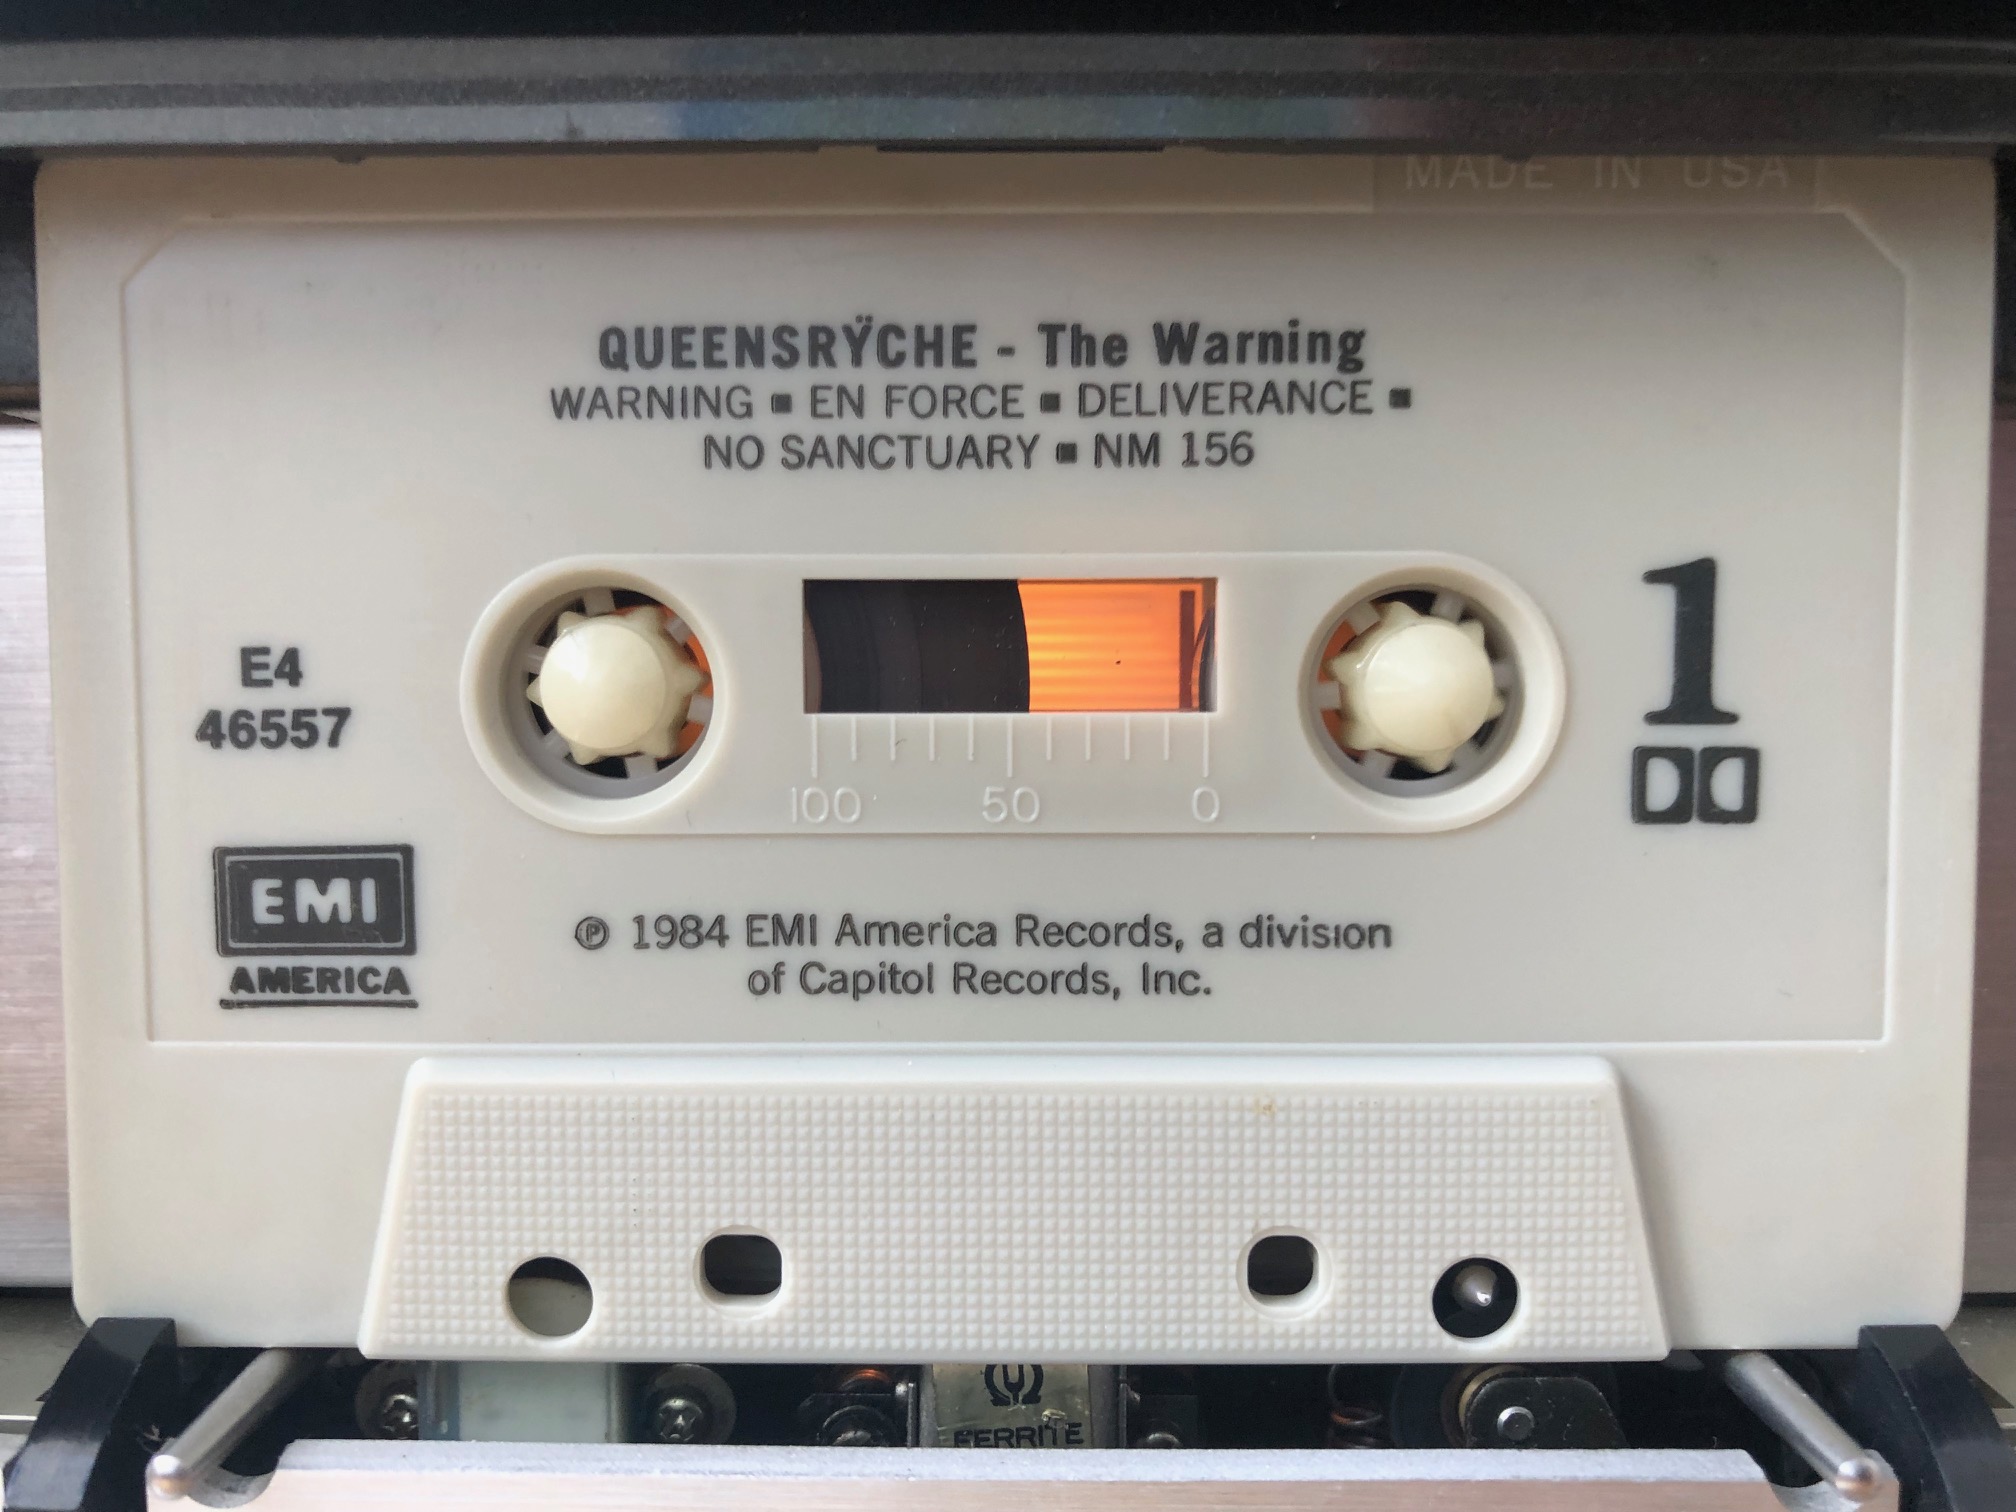 MADE IN USA
QUEENSRŸCHE - The Warning
WARNING ▪ EN FORCE ▪ DELIVERANCE ▪
NO SANCTUARY ▪ NM 156
1
E4
46557
100 50 0
EMI
AMERICA
℗ 1984 EMI America Records, a division
of Capitol Records, Inc.
FERRITE